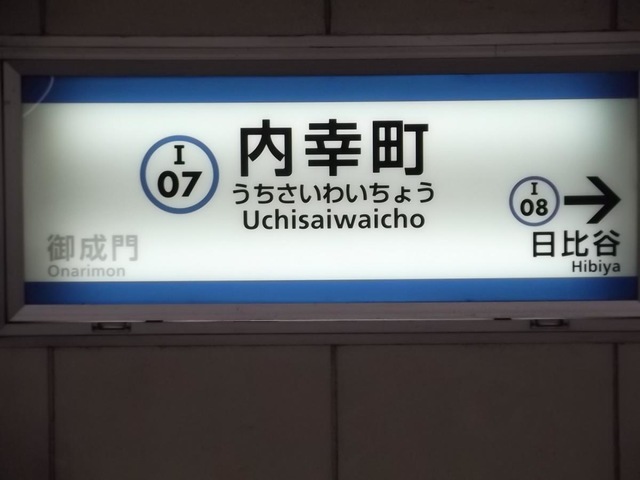 I
07
内幸町
うちさいわいちょう
Uchisaiwaicho
御成門
Onarimon
I
08
日比谷
Hibiya